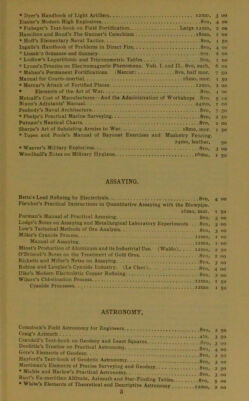 * Dyer's Handbook of Light Artillery.......12mo, 3 00
Eissler's Modern High Explosives.......8vo, 4 00
* Fiebeger's Text-book on Field Fortification.......Large 12mo, 2 00
Hamilton and Bond's The Gunner's Catechism.......18mo, 1 00
* Hoff's Elementary Naval Tactics.......8vo, 1 50
Ingalls's Handbook of Problems in Direct Fire.......8vo, 4 00
* Lissak's Ordnance and Gunnery.......8vo, 6 00
* Ludlow's Logarithmic and Trigonometric Tables.......8vo, 1 00
* Lyons's Treatise on Electromagnetic Phenomena. Vols. I. and II..8vo, each, 6 00
* Mahan's Permanent Fortifications. (Mercur.).......8vo, half mor. 7 50
Manual for Courts-martial.......16mo, mor. 1 50
* Mercur's Attack of Fortified Places.......12mo, 2 00
* Elements of the Art of War.......8vo, 4 00
Metcalf's Cost of Manufactures—And the Administration of Workshops..8vo, 5 00
Nixon's Adjutants' Manual.......24mo, 1 00
Peabody's Naval Architecture.......8vo, 7 50
* Phelps's Practical Marine Surveying.......8vo, 2 50
Putnam's Nautical Charts.......8vo, 2 00
Sharpe's Art of Subsisting Armies in War.......18mo, mor. 1 50
* Tupes and Poole's Manual of Bayonet Exercises and Musketry Fencing.
24mo, leather, 50
* Weaver's Military Explosives.......8vo, 3 00
Woodhull's Notes on Military Hygiene.......16mo, 1 50
ASSAYING.
Betts's Lead Refining by Electrolysis.......8vo, 4 00
Fletcher's Practical Instructions in Quantitative Assaying with the Blowpipe.
16mo, mor. 1 50
Furman's Manual of Practical Assaying.......8vo, 3 00
Lodge's Notes on Assaying and Metallurgical Laboratory Experiments..8vo, 3 00
Low's Technical Methods of Ore Analysis.......8vo, 3 00
Miller's Cyanide Process.......12mo, 1 00
Manual of Assaying.......12mo, 1 00
Minet's Production of Aluminum and its Industrial Use. (Waldo.).......12mo, 2 50
O'Driscoll's Notes on the Treatment of Gold Ores.......8vo, 2 00
Ricketts and Miller's Notes on Assaying.......8vo, 3 00
Robine and Lenglen's Cyanide Industry. (Le Clerc.).......8vo, 4 00
Ulke's Modern Electrolytic Copper Refining.......8vo, 3 00
Wilson's Chlorination Process.......12mo, 1 50
Cyanide Processes.......12mo, 1 50
ASTRONOMY.
Comstock's Field Astronomy for Engineers.......8vo, 2 50
Craig's Azimuth.......4to, 3 50
Crandall's Text-book on Geodesy and Least Squares.......8vo, 3 00
Doolittle's Treatise on Practical Astronomy.......8vo, 4 00
Gore's Elements of Geodesy.......8vo, 2 50
Hayford's Text-book of Geodetic Astronomy.......8vo, 3 00
Merriman's Elements of Precise Surveying and Geodesy.......8vo, 2 50
* Michie and Harlow's Practical Astronomy.......8vo, 3 00
Rust's Ex-meridian Altitude, Azimuth and Star-Finding Tables.......8vo, 5 00
* White's Elements of Theoretical and Descriptive Astronomy.......12mo, 2 00
3